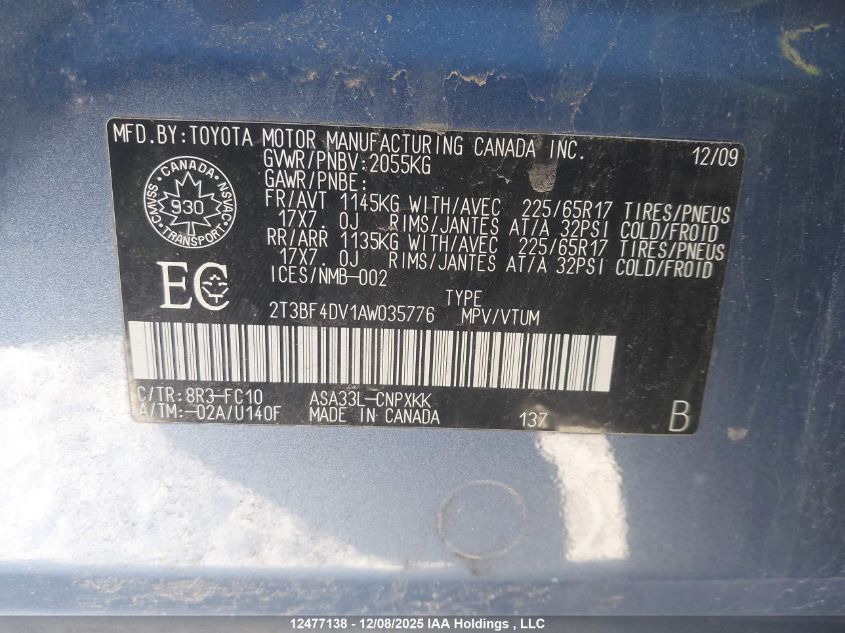 MFD.BY:TOYOTA MOTOR MANUFACTURING CANADA INC. 12/09
GVWR/PNBV:2055KG
GAWR/PNBE:
FR/AVT 1145KG WITH/AVEC 225/65R17 TIRES/PNEUS
17X7.0J RIMS/JANTES AT/A 32PSI COLD/FROID
RR/ARR 1135KG WITH/AVEC 225/65R17 TIRES/PNEUS
17X7.0J RIMS/JANTES AT/A 32PSI COLD/FROID
ICES/NMB-002
CANADA
CMVSS
NSVAC
930
TRANSPORT
EC
TYPE
2T3BF4DV1AW035776 MPV/VTUM
C/TR:8R3-FC10 ASA33L-CNPXKK
A/TM:-02A/U140F MADE IN CANADA 137 B
12477138 - 12/08/2025 IAA Holdings , LLC